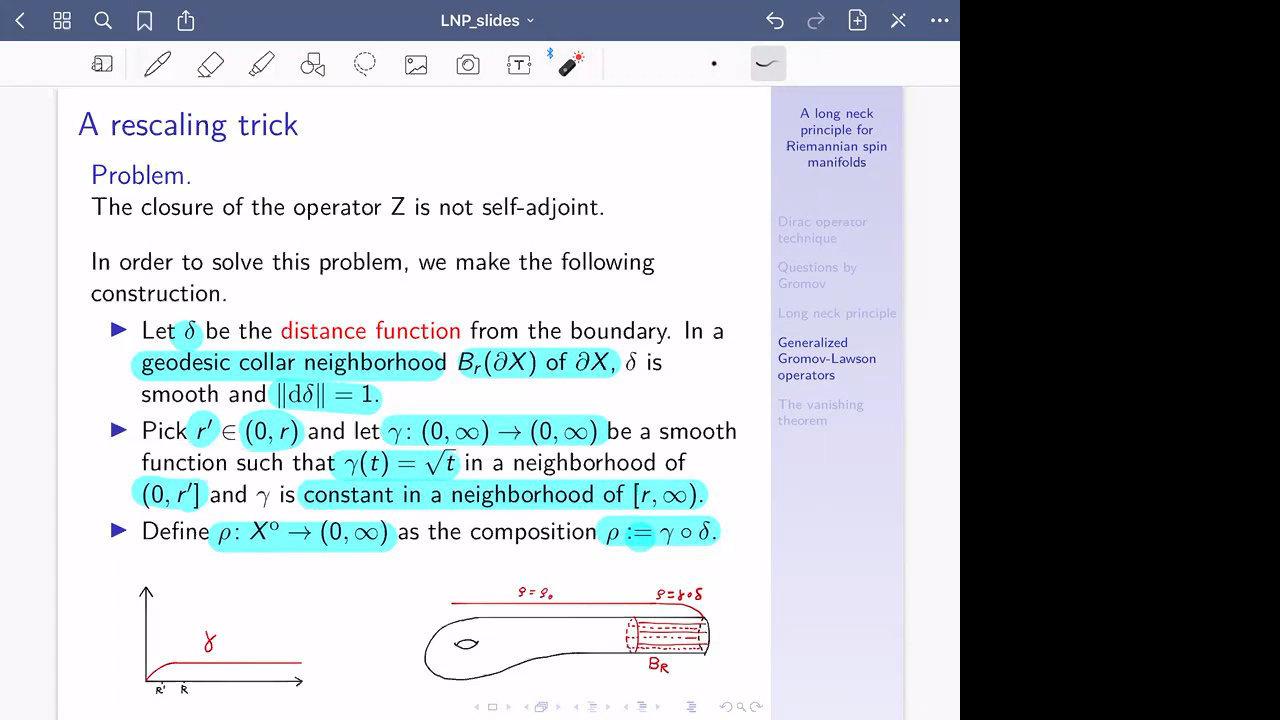 LNP_slides
A rescaling trick
Problem.
The closure of the operator Z is not self-adjoint.
In order to solve this problem, we make the following
construction.
Let δ be the distance function from the boundary. In a
geodesic collar neighborhood B_r(∂X) of ∂X, δ is
smooth and ‖dδ‖ = 1.
Pick r′ ∈ (0, r) and let γ: (0, ∞) → (0, ∞) be a smooth
function such that γ(t) = √t in a neighborhood of
(0, r′] and γ is constant in a neighborhood of [r, ∞).
Define ρ: X° → (0, ∞) as the composition ρ := γ ∘ δ.
γ
R' R
ρ=ρ₀ ρ=γ∘δ
B_R
A long neck
principle for
Riemannian spin
manifolds
Dirac operator
technique
Questions by
Gromov
Long neck principle
Generalized
Gromov-Lawson
operators
The vanishing
theorem